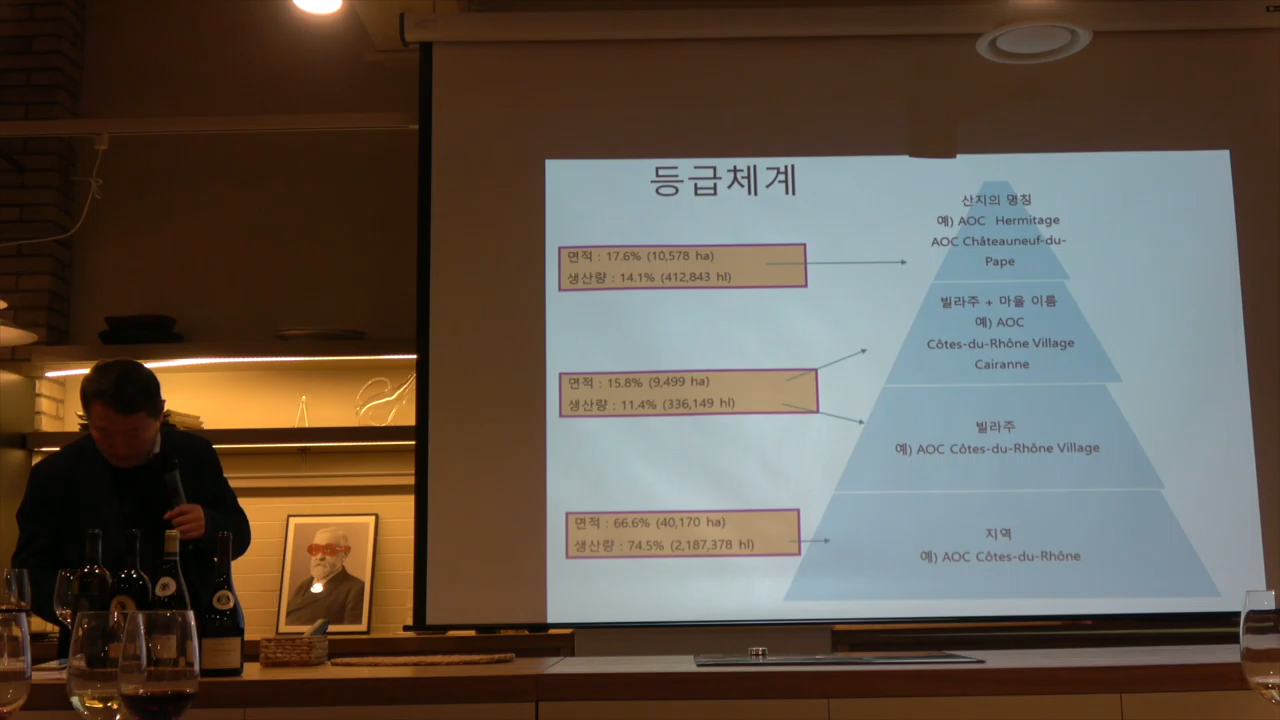 등급체계
면적 : 17.6% (10,578 ha)
생산량 : 14.1% (412,843 hl)
면적 : 15.8% (9,499 ha)
생산량 : 11.4% (336,149 hl)
면적 : 66.6% (40,170 ha)
생산량 : 74.5% (2,187,378 hl)
산지의 명칭
예) AOC Hermitage
AOC Châteauneuf-du-
Pape
빌라주 + 마을 이름
예) AOC
Côtes-du-Rhône Village
Cairanne
빌라주
예) AOC Côtes-du-Rhône Village
지역
예) AOC Côtes-du-Rhône